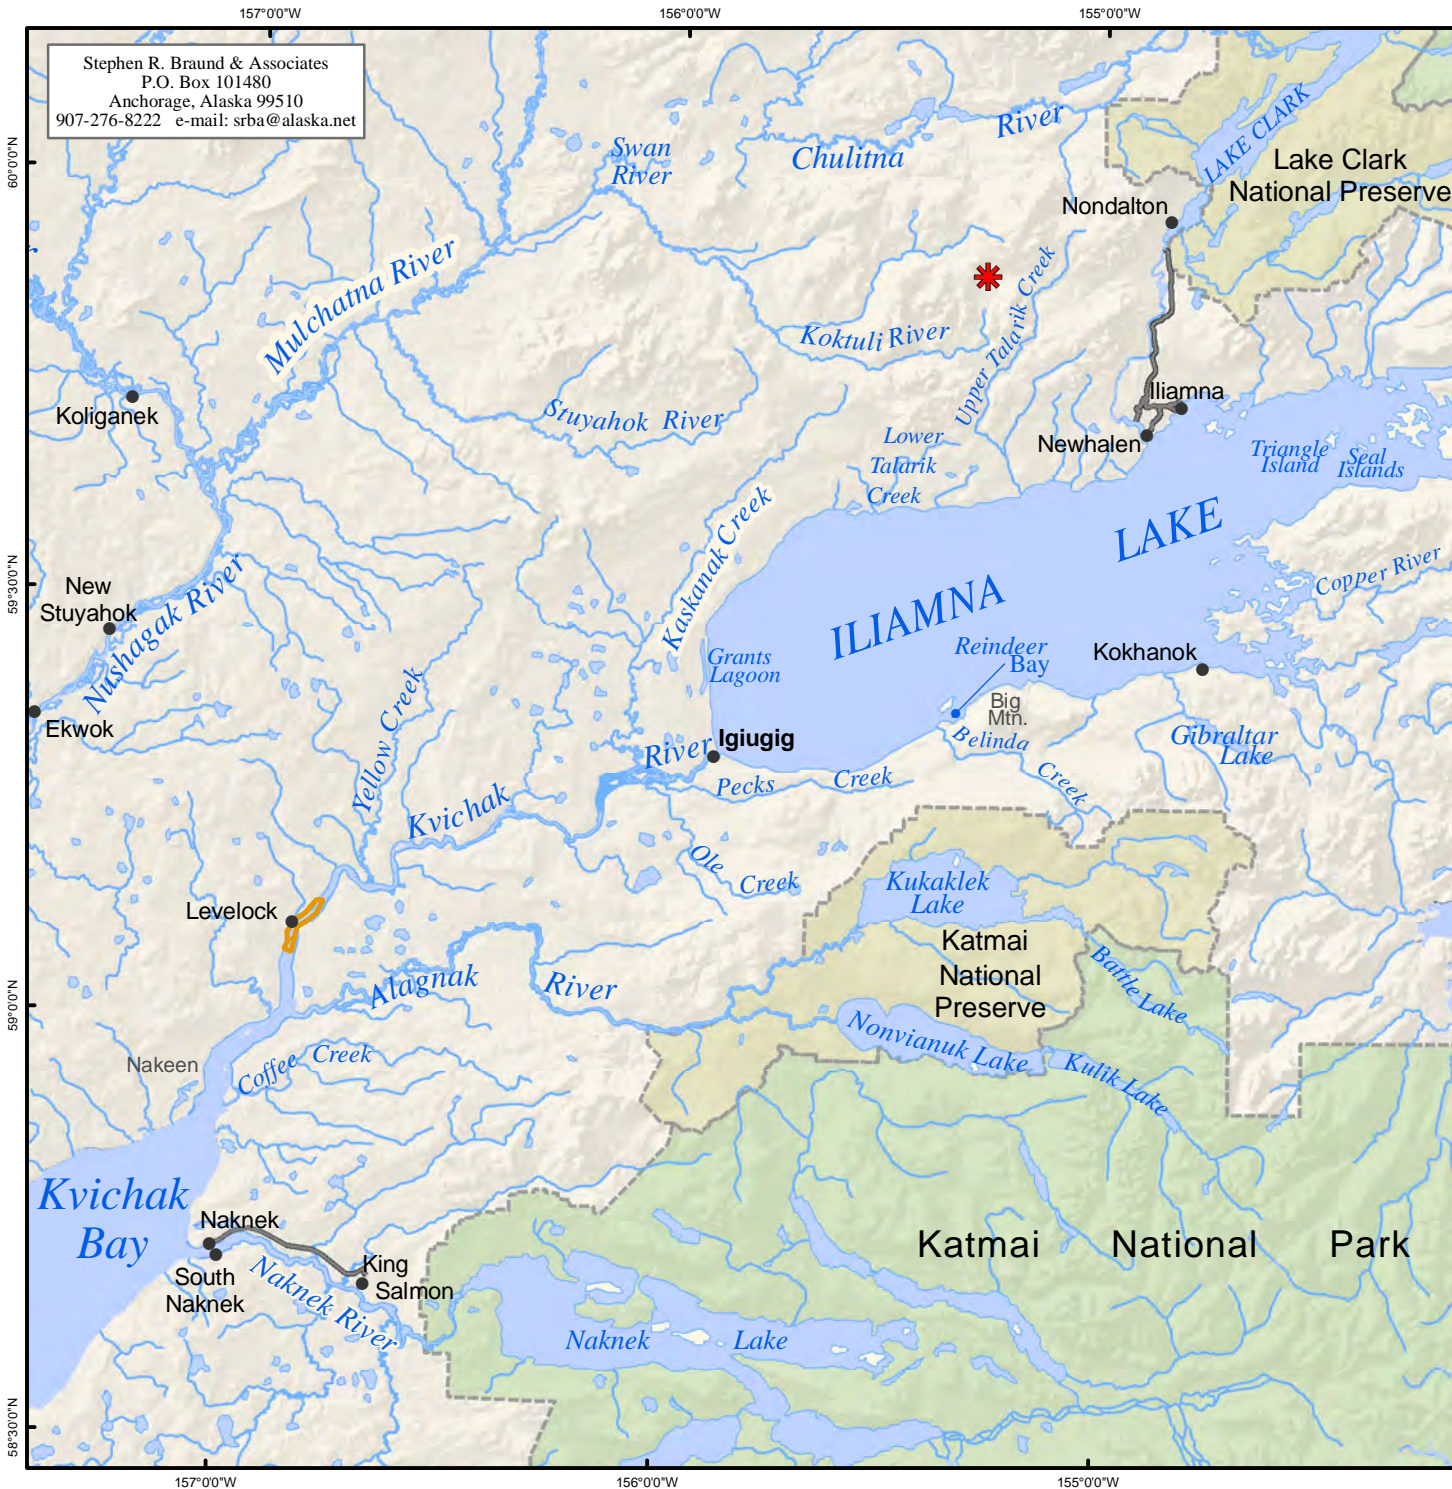 157°0'0"W
156°0'0"W
155°0'0"W
Stephen R. Braund & Associates
P.O. Box 101480
Anchorage, Alaska 99510
907-276-8222 e-mail: srba@alaska.net
60°0'0"N
Swan
River
Chulitna
River
LAKE CLARK
Lake Clark
National Preserve
Nondalton
Mulchatna River
Koktuli River
Upper Talarik Creek
Koliganek
Stuyahok River
Iliamna
Newhalen
Lower
Talarik
Creek
Triangle
Island
Seal
Islands
Kaskanak Creek
ILIAMNA
LAKE
Copper River
59°30'0"N
New
Stuyahok
Nushagak River
Grants
Lagoon
Reindeer
Bay
Kokhanok
Big
Mtn.
Ekwok
Yellow Creek
Igiugig
River
Kvichak
Belinda
Creek
Gibraltar
Lake
Pecks
Creek
Ole
Creek
Kukaklek
Lake
Levelock
Katmai
National
Preserve
Battle Lake
Alagnak
River
59°0'0"N
Nonvianuk Lake
Kulik Lake
Nakeen
Coffee Creek
Kvichak
Bay
Naknek
South
Naknek
King
Salmon
Naknek River
Katmai National Park
Naknek Lake
58°30'0"N
157°0'0"W
156°0'0"W
155°0'0"W